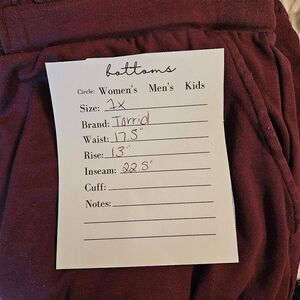 bottoms
Circle: Women's Men's Kids
Size: 2X
Brand: Torrid
Waist: 17.5"
Rise: 13"
Inseam: 22.5"
Cuff:
Notes: